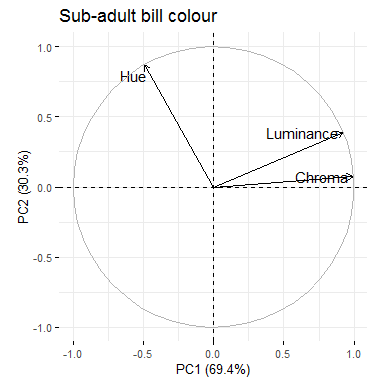 Sub-adult bill colour
1.0
Hue
0.5
Luminance
Chroma
0.0
-0.5
-1.0
-1.0
-0.5
0.0
0.5
1.0
PC2 (30.3%)
PC1 (69.4%)